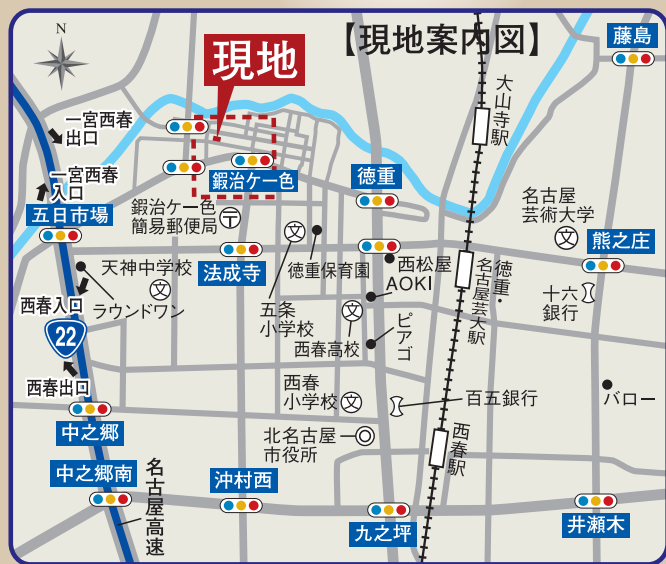 N
【現地案内図】
現地
藤島
大山寺駅
一宮西春
出口
一宮西春
入口
五日市場
鍜治ケ一色
徳重
鍜治ケ一色
簡易郵便局
〒
文
名古屋
芸術大学
文
熊之庄
天神中学校
文
法成寺
徳重保育園
西松屋
AOKI
徳重・
名古屋芸大駅
十六
銀行
西春入口
ラウンドワン
五条
小学校
西春高校
文
ピアゴ
22
西春出口
西春
小学校
文
百五銀行
バロー
中之郷
北名古屋
市役所
西春駅
中之郷南
名古屋高速
沖村西
九之坪
井瀬木